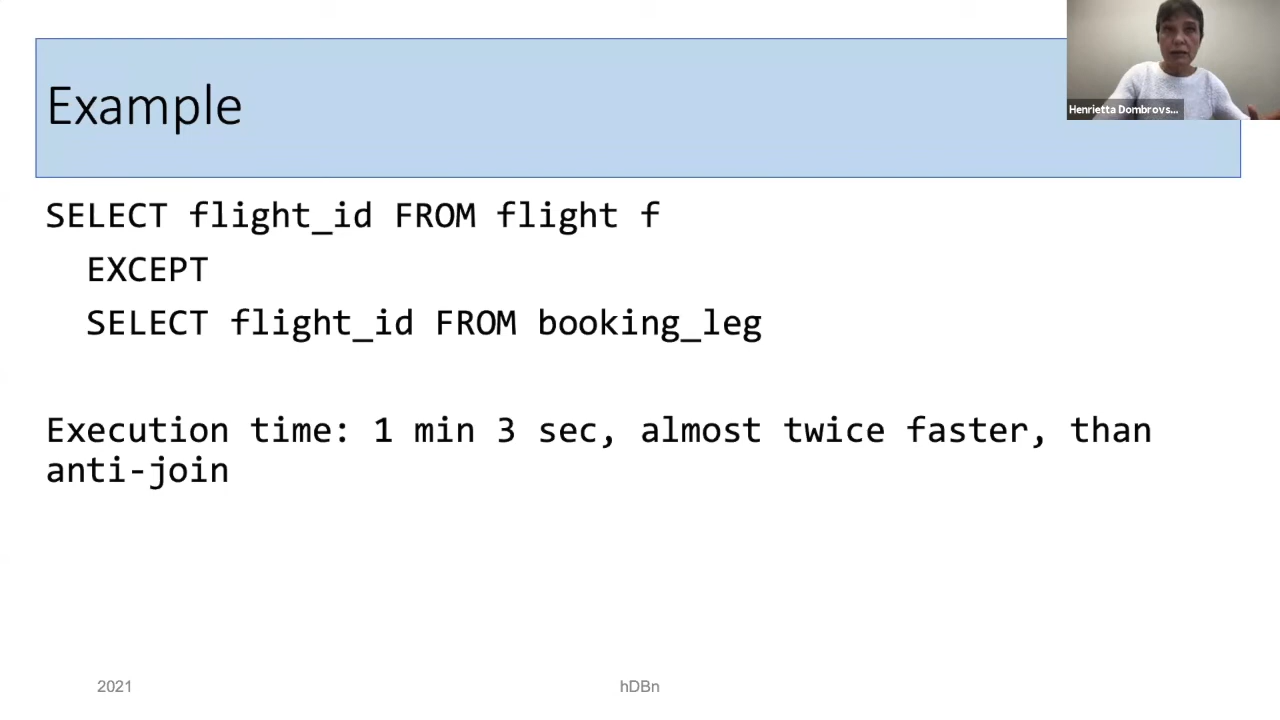 Example
Henrietta Dombrovs...
SELECT flight_id FROM flight f
EXCEPT
SELECT flight_id FROM booking_leg
Execution time: 1 min 3 sec, almost twice faster, than
anti-join
2021
hDBn